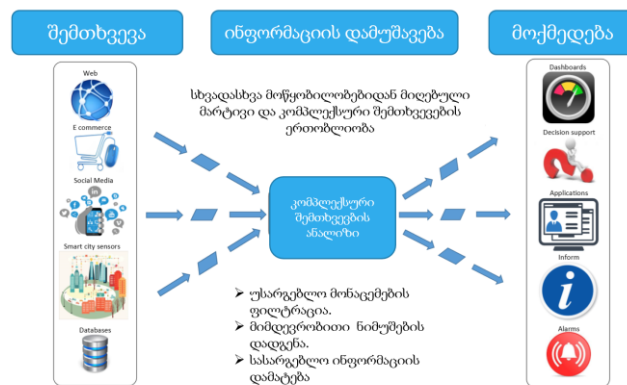 შემთხვევა
ინფორმაციის დამუშავება
მოქმედება
Web
E commerce
Social Media
Smart city sensors
Databases
სხვადასხვა მოწყობილობებიდან მიღებული
მარტივი და კომპლექსური შემთხვევების
ერთობლიობა
კომპლექსური
შემთხვევბის
ანალიზი
➢ უსარგებლო მონაცემების
ფილტრაცია.
➢ მიმდევრობითი ნიმუშების
დადგენა.
➢ სასარგებლო ინფორმაციის
დამატება
Dashboards
Decision support
Applications
Inform
Alarms